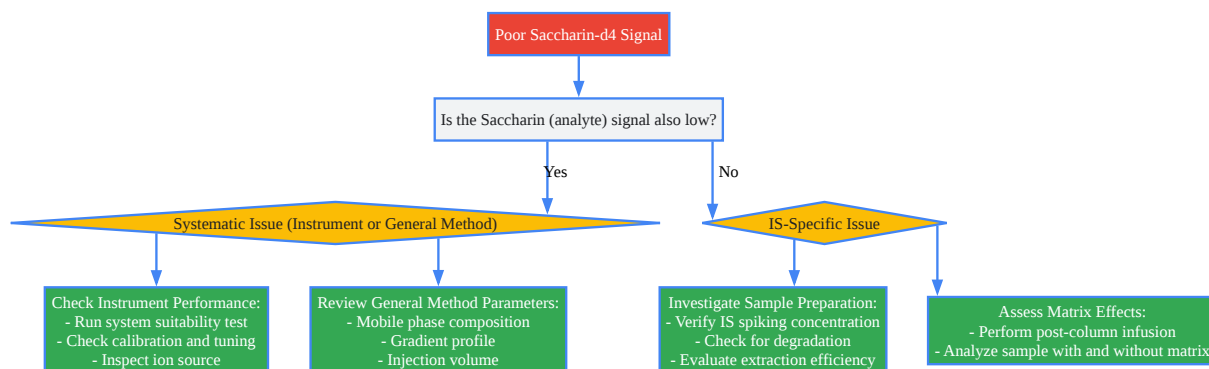 Poor Saccharin-d4 Signal
Is the Saccharin (analyte) signal also low?
Yes
No
Systematic Issue (Instrument or General Method)
IS-Specific Issue
Check Instrument Performance:
- Run system suitability test
- Check calibration and tuning
- Inspect ion source
Review General Method Parameters:
- Mobile phase composition
- Gradient profile
- Injection volume
Investigate Sample Preparation:
- Verify IS spiking concentration
- Check for degradation
- Evaluate extraction efficiency
Assess Matrix Effects:
- Perform post-column infusion
- Analyze sample with and without matrix